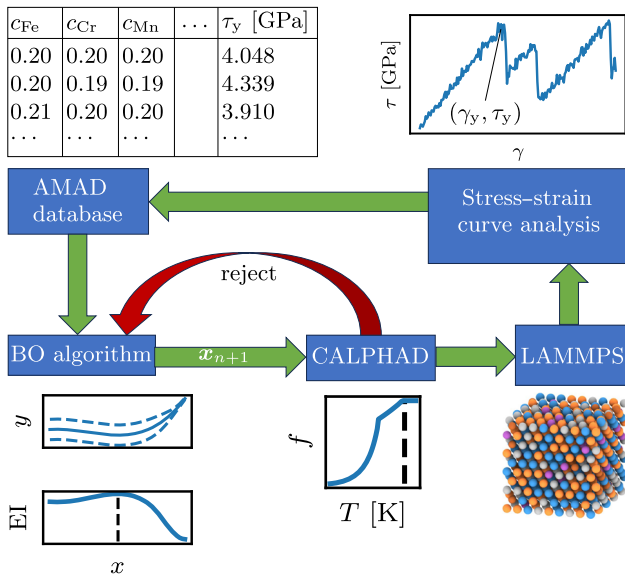 c_Fe c_Cr c_Mn ... τ_y [GPa]
0.20 0.20 0.20 4.048
0.20 0.19 0.19 4.339
0.21 0.20 0.20 3.910
... ... ... ...
τ [GPa]
(γ_y, τ_y)
γ
AMAD
database
Stress–strain
curve analysis
reject
BO algorithm
x_{n+1}
CALPHAD
LAMMPS
y
f
T [K]
EI
x